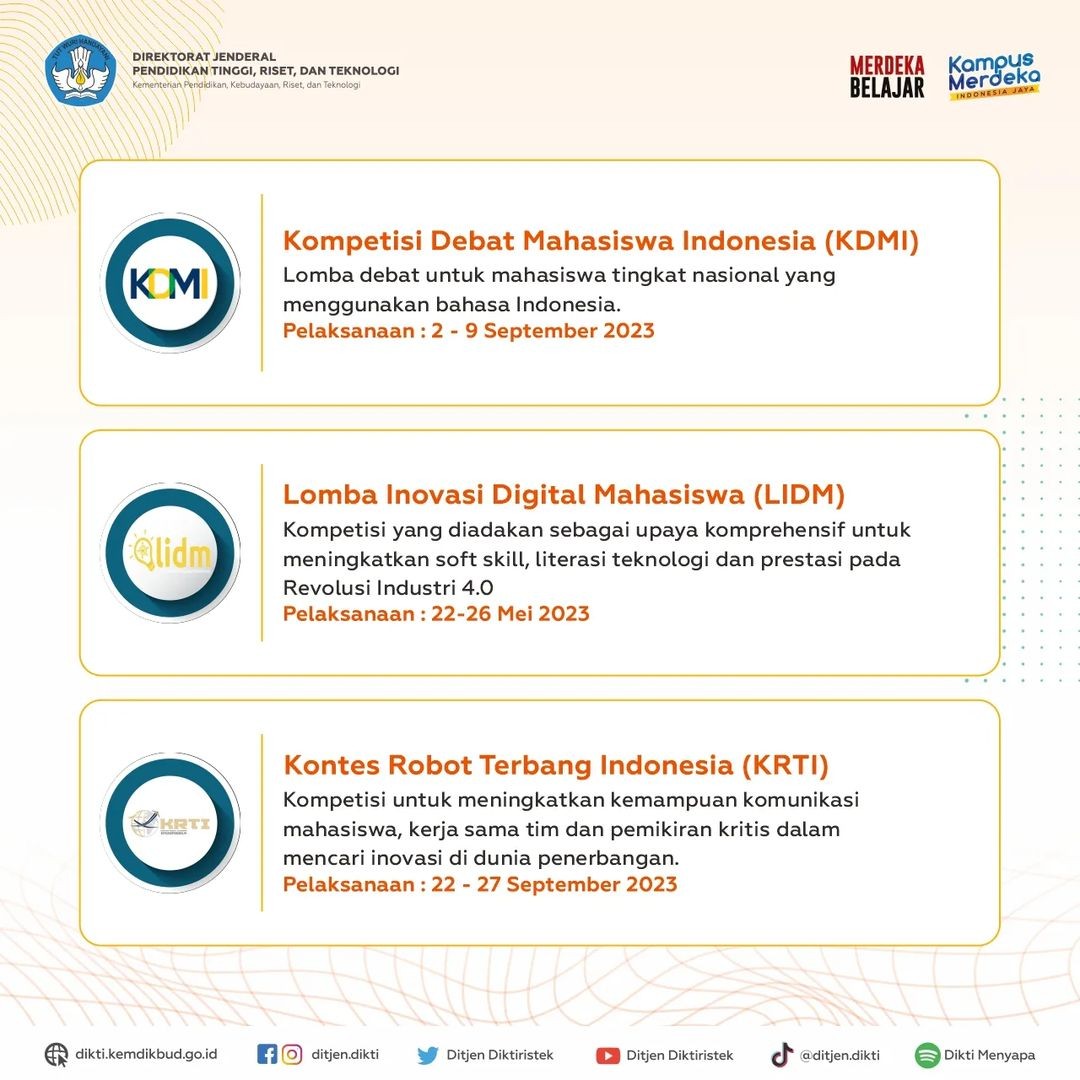 TUT WURI HANDAYANI
DIREKTORAT JENDERAL
PENDIDIKAN TINGGI, RISET, DAN TEKNOLOGI
Kementerian Pendidikan, Kebudayaan, Riset, dan Teknologi
MERDEKA
BELAJAR
Kampus
Merdeka
INDONESIA JAYA
KDMI
Kompetisi Debat Mahasiswa Indonesia (KDMI)
Lomba debat untuk mahasiswa tingkat nasional yang
menggunakan bahasa Indonesia.
Pelaksanaan : 2 - 9 September 2023
lidm
Lomba Inovasi Digital Mahasiswa (LIDM)
Kompetisi yang diadakan sebagai upaya komprehensif untuk
meningkatkan soft skill, literasi teknologi dan prestasi pada
Revolusi Industri 4.0
Pelaksanaan : 22-26 Mei 2023
KRTI
Kontes Robot Terbang Indonesia (KRTI)
Kompetisi untuk meningkatkan kemampuan komunikasi
mahasiswa, kerja sama tim dan pemikiran kritis dalam
mencari inovasi di dunia penerbangan.
Pelaksanaan : 22 - 27 September 2023
dikti.kemdikbud.go.id
ditjen.dikti
Ditjen Diktiristek
Ditjen Diktiristek
@ditjen.dikti
Dikti Menyapa